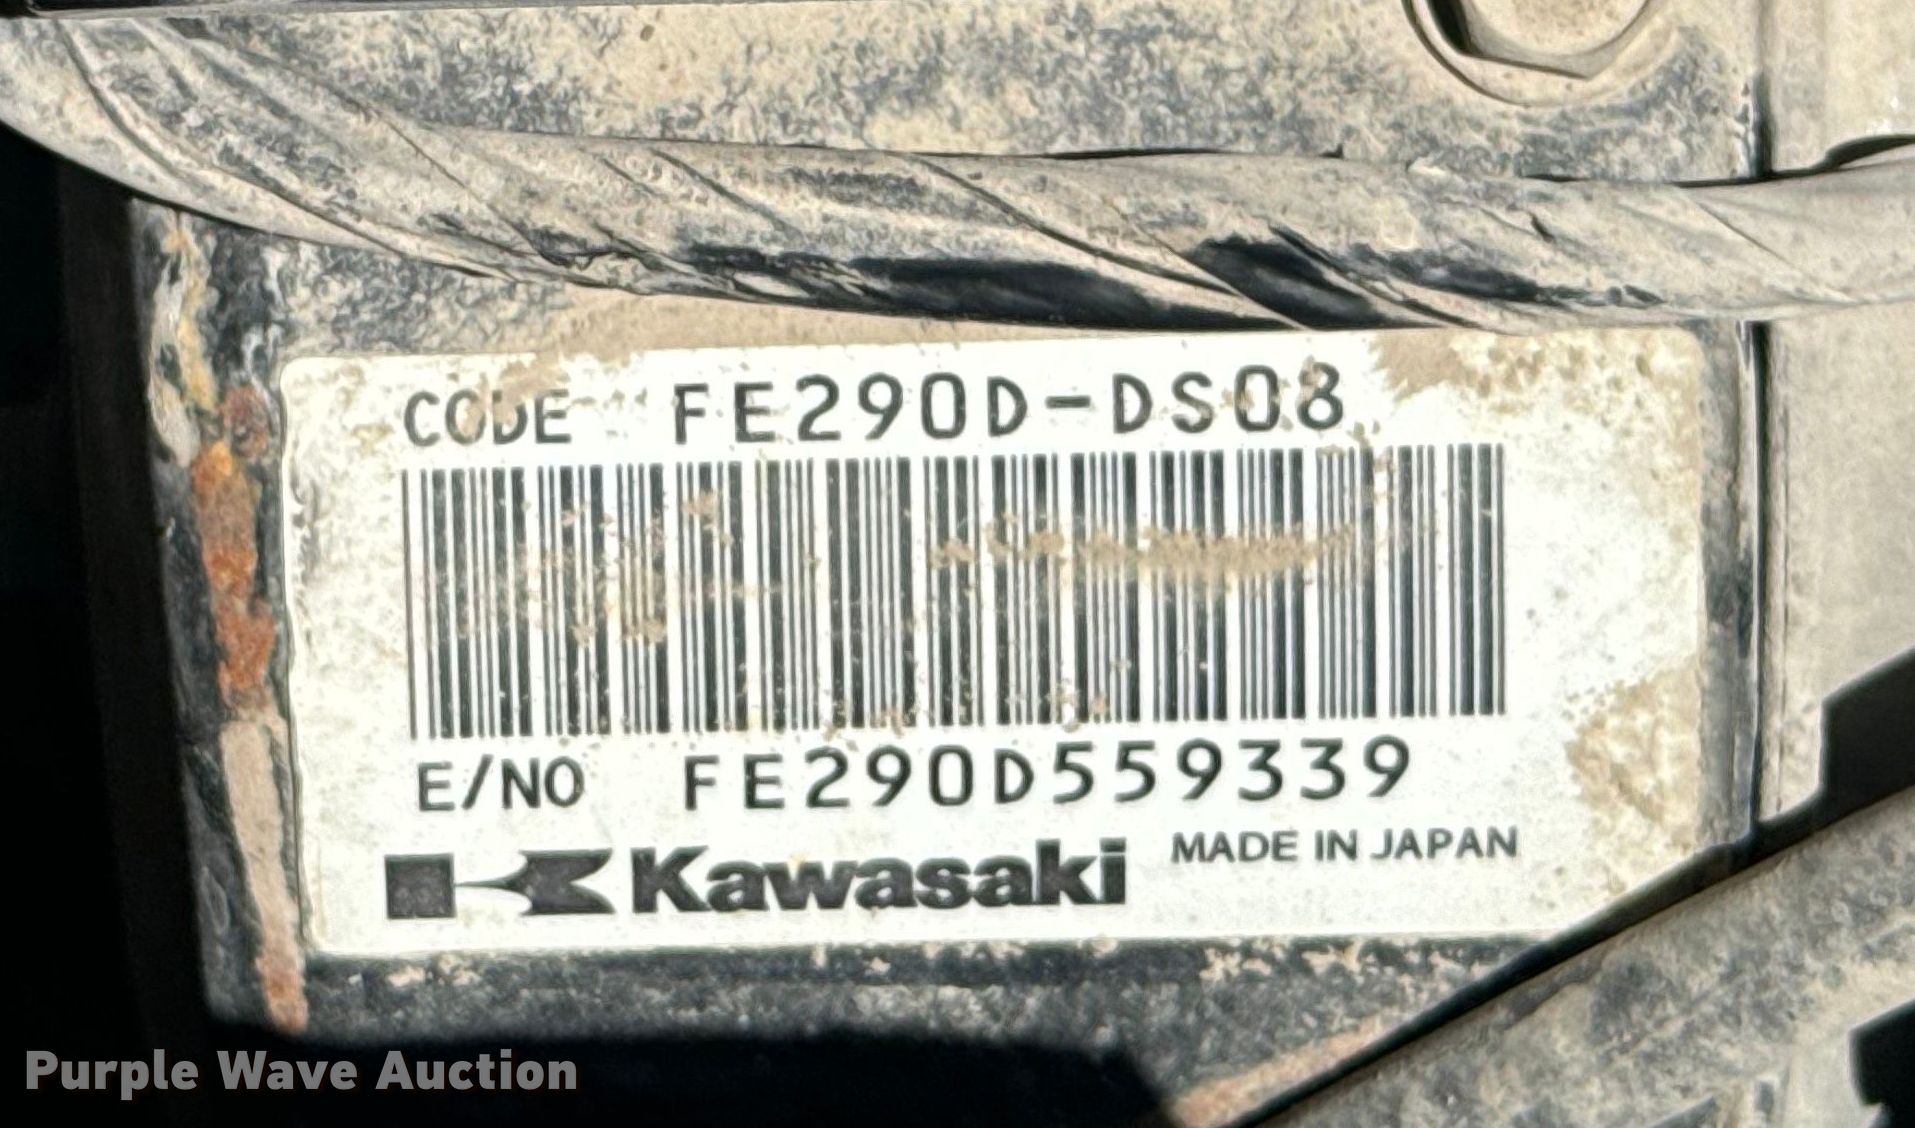 CODE FE290D-DS08
E/NO FE290D559339
Kawasaki MADE IN JAPAN
Purple Wave Auction